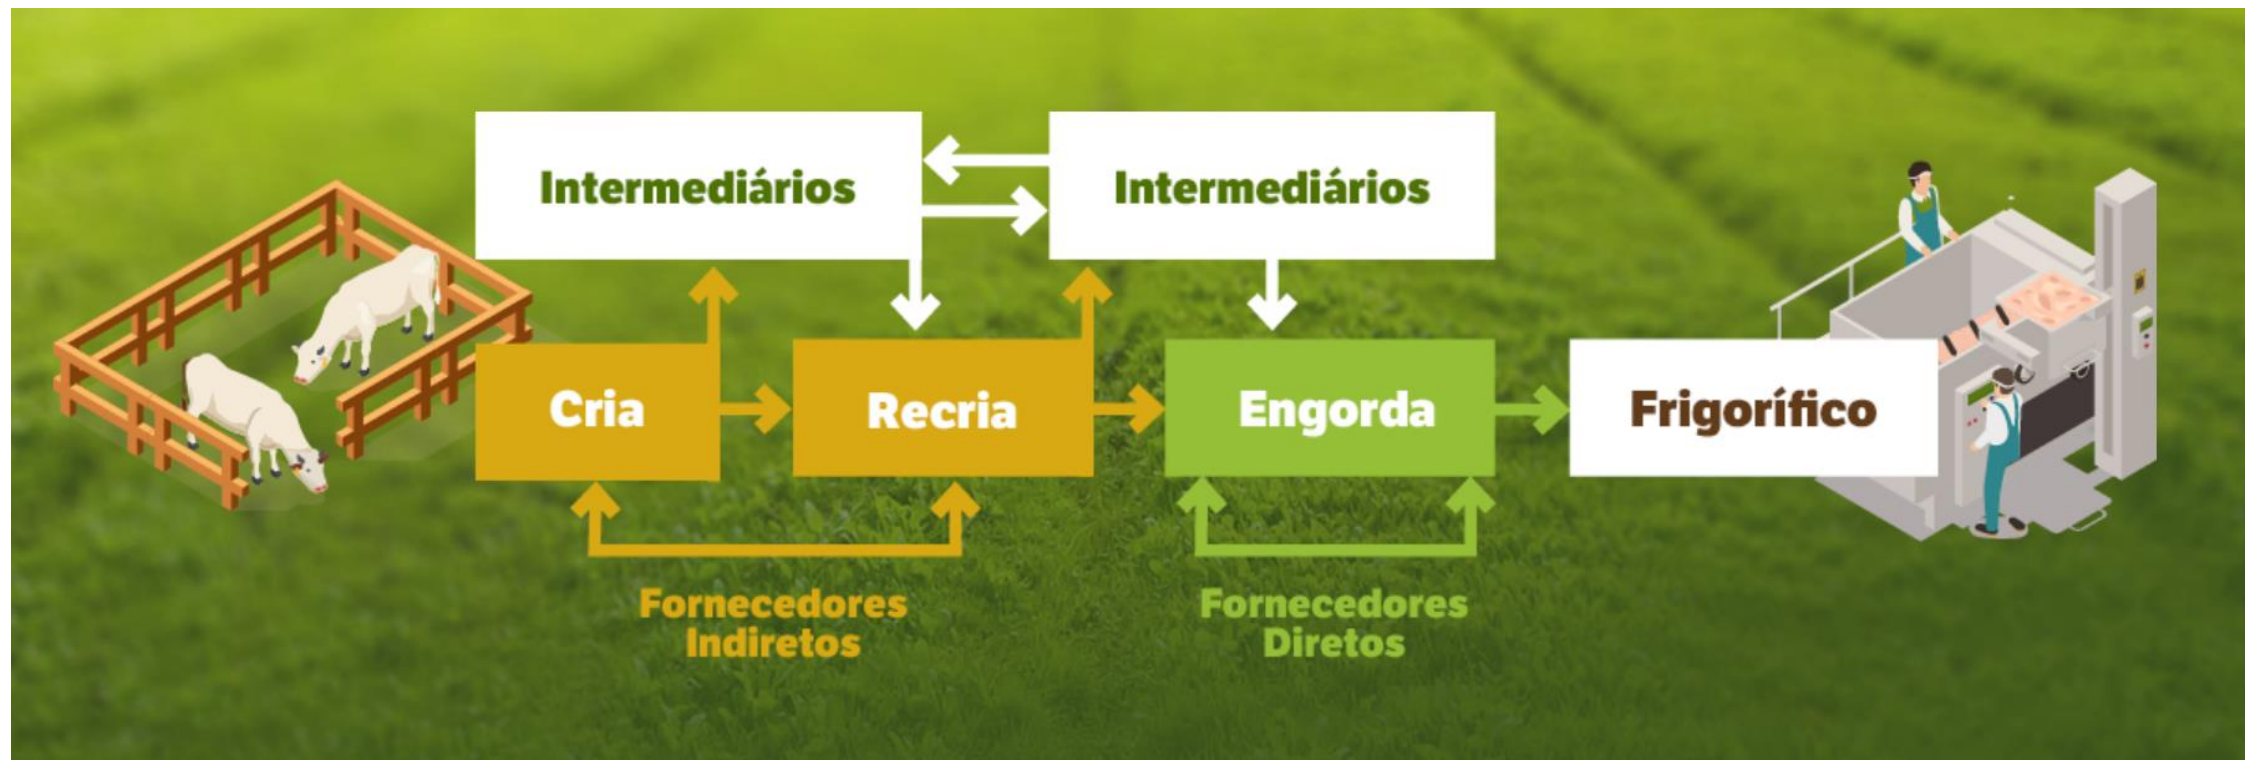 Intermediários
Intermediários
Cria
Recria
Engorda
Frigorífico
Fornecedores
Indiretos
Fornecedores
Diretos